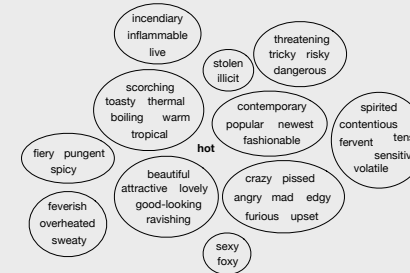 incendiary
inflammable
live
stolen
illicit
threatening
tricky risky
dangerous
scorching
toasty thermal
boiling warm
tropical
contemporary
popular newest
fashionable
spirited
contentious
fervent
volatile
hot
fiery pungent
spicy
beautiful
attractive lovely
good-looking
ravishing
crazy pissed
angry mad edgy
furious upset
feverish
overheated
sweaty
sexy
foxy